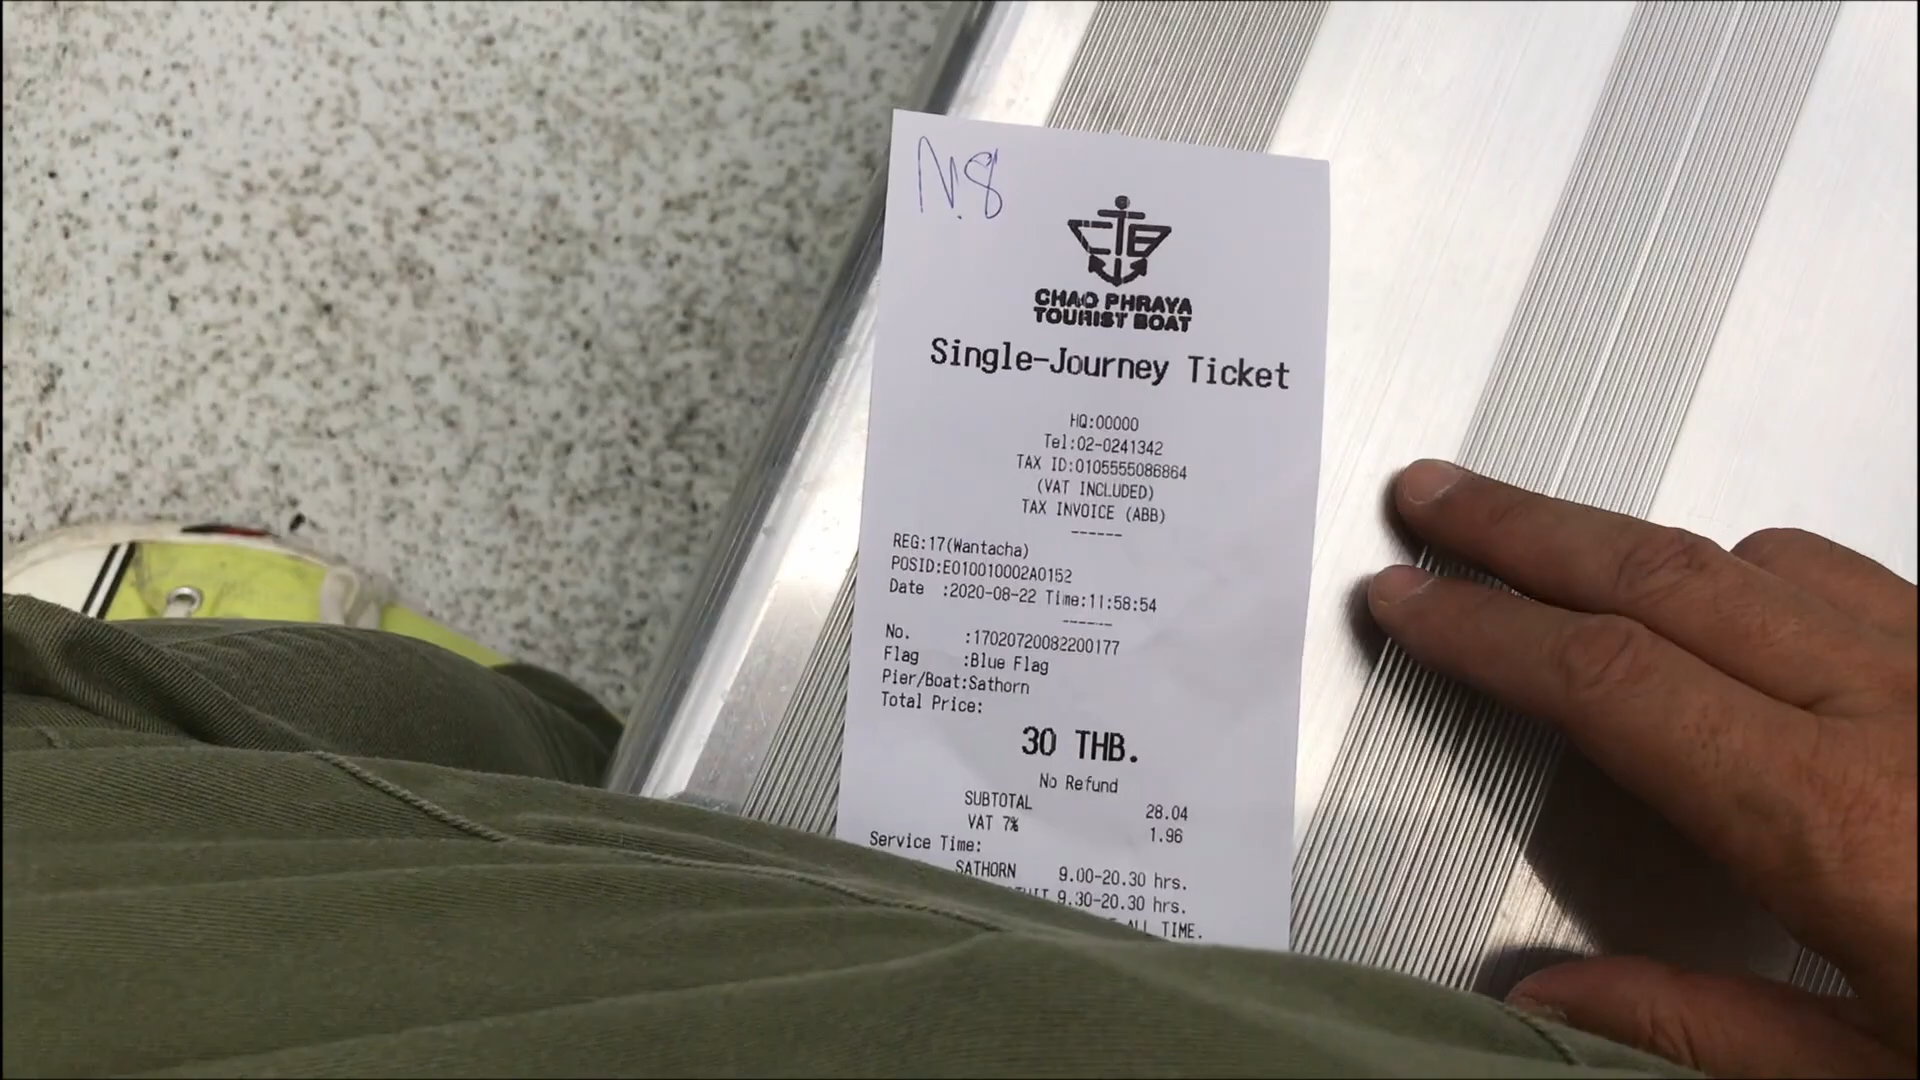 N.8
CTB
CHAO PHRAYA
TOURIST BOAT
Single-Journey Ticket
HQ:00000
Tel:02-0241342
TAX ID:0105555086864
(VAT INCLUDED)
TAX INVOICE (ABB)
------
REG:17(Wantacha)
POSID:E010010002A0152
Date :2020-08-22 Time:11:58:54
------
No. :17020720082200177
Flag :Blue Flag
Pier/Boat:Sathorn
Total Price:
30 THB.
No Refund
SUBTOTAL 28.04
VAT 7% 1.96
Service Time:
SATHORN 9.00-20.30 hrs.
9.30-20.30 hrs.
ALL TIME.